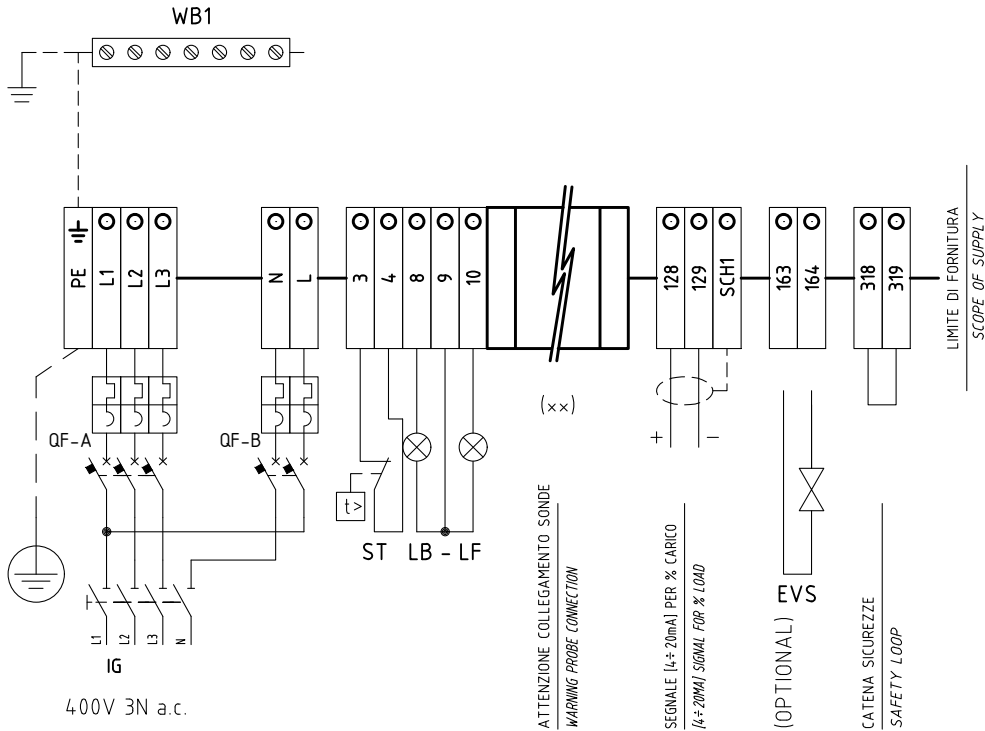 WB1
PE
L1
L2
L3
N
L
3
4
8
9
10
128
129
SCH1
163
164
318
319
LIMITE DI FORNITURA
SCOPE OF SUPPLY
(xx)
+ -
QF-A
QF-B
t>
ST LB - LF
EVS
(OPTIONAL)
ATTENZIONE COLLEGAMENTO SONDE
WARNING PROBE CONNECTION
SEGNALE [4÷20mA] PER % CARICO
[4÷20MA] SIGNAL FOR % LOAD
CATENA SICUREZZE
SAFETY LOOP
L1
L2
L3
N
IG
400V 3N a.c.